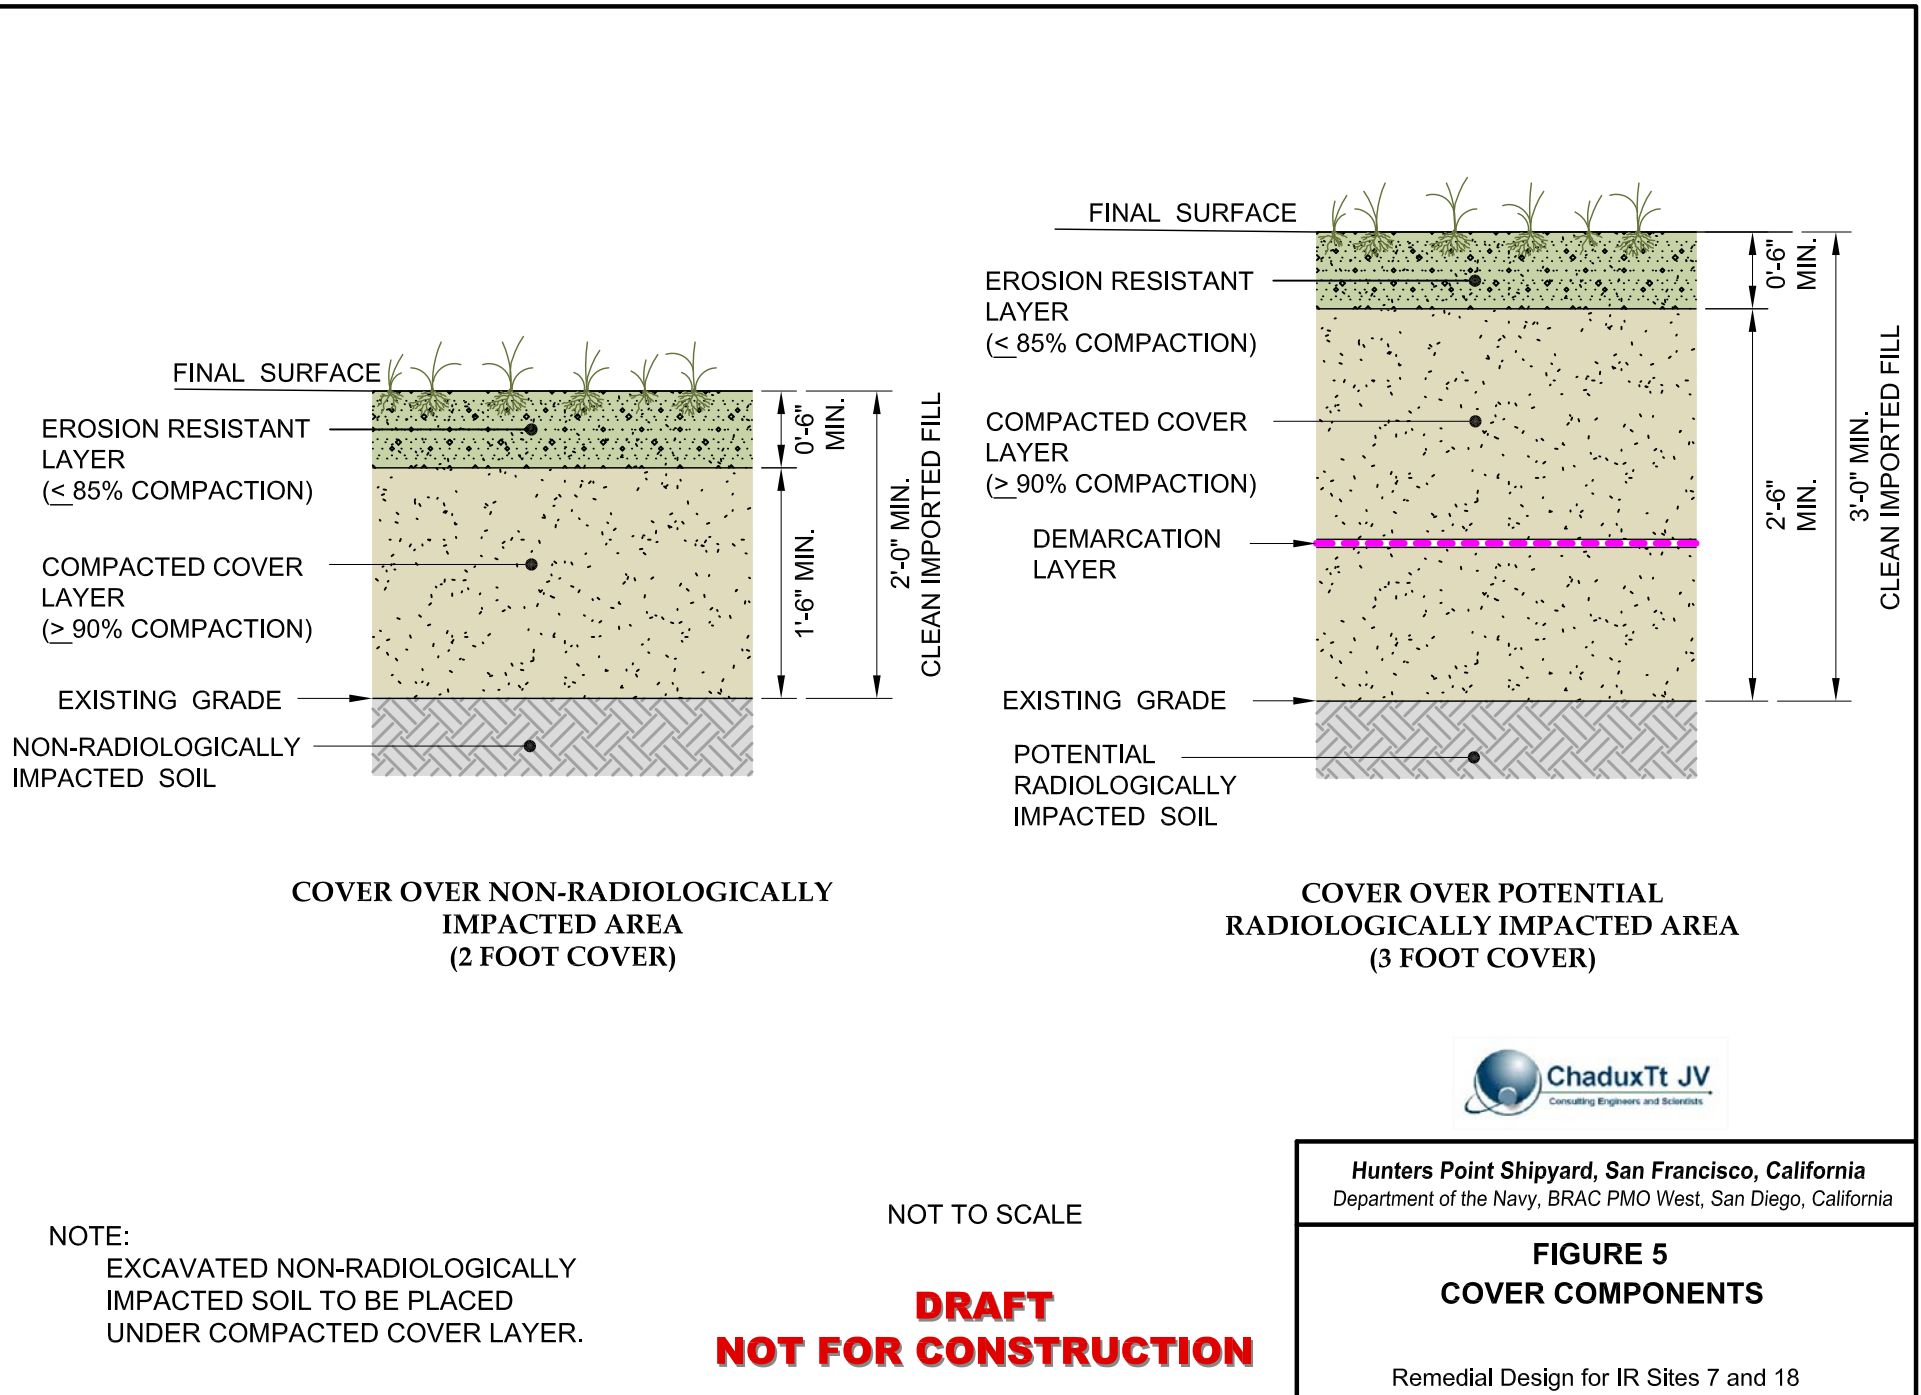 FINAL SURFACE
EROSION RESISTANT
LAYER
(< 85% COMPACTION)
COMPACTED COVER
LAYER
(> 90% COMPACTION)
EXISTING GRADE
NON-RADIOLOGICALLY
IMPACTED SOIL
0'-6"
MIN.
1'-6" MIN.
2'-0" MIN.
CLEAN IMPORTED FILL
COVER OVER NON-RADIOLOGICALLY
IMPACTED AREA
(2 FOOT COVER)
FINAL SURFACE
EROSION RESISTANT
LAYER
(< 85% COMPACTION)
COMPACTED COVER
LAYER
(> 90% COMPACTION)
DEMARCATION
LAYER
EXISTING GRADE
POTENTIAL
RADIOLOGICALLY
IMPACTED SOIL
0'-6"
MIN.
2'-6"
MIN.
3'-0" MIN.
CLEAN IMPORTED FILL
COVER OVER POTENTIAL
RADIOLOGICALLY IMPACTED AREA
(3 FOOT COVER)
ChaduxTt JV
Consulting Engineers and Scientists
Hunters Point Shipyard, San Francisco, California
Department of the Navy, BRAC PMO West, San Diego, California
FIGURE 5
COVER COMPONENTS
Remedial Design for IR Sites 7 and 18
NOT TO SCALE
DRAFT
NOT FOR CONSTRUCTION
NOTE:
EXCAVATED NON-RADIOLOGICALLY
IMPACTED SOIL TO BE PLACED
UNDER COMPACTED COVER LAYER.